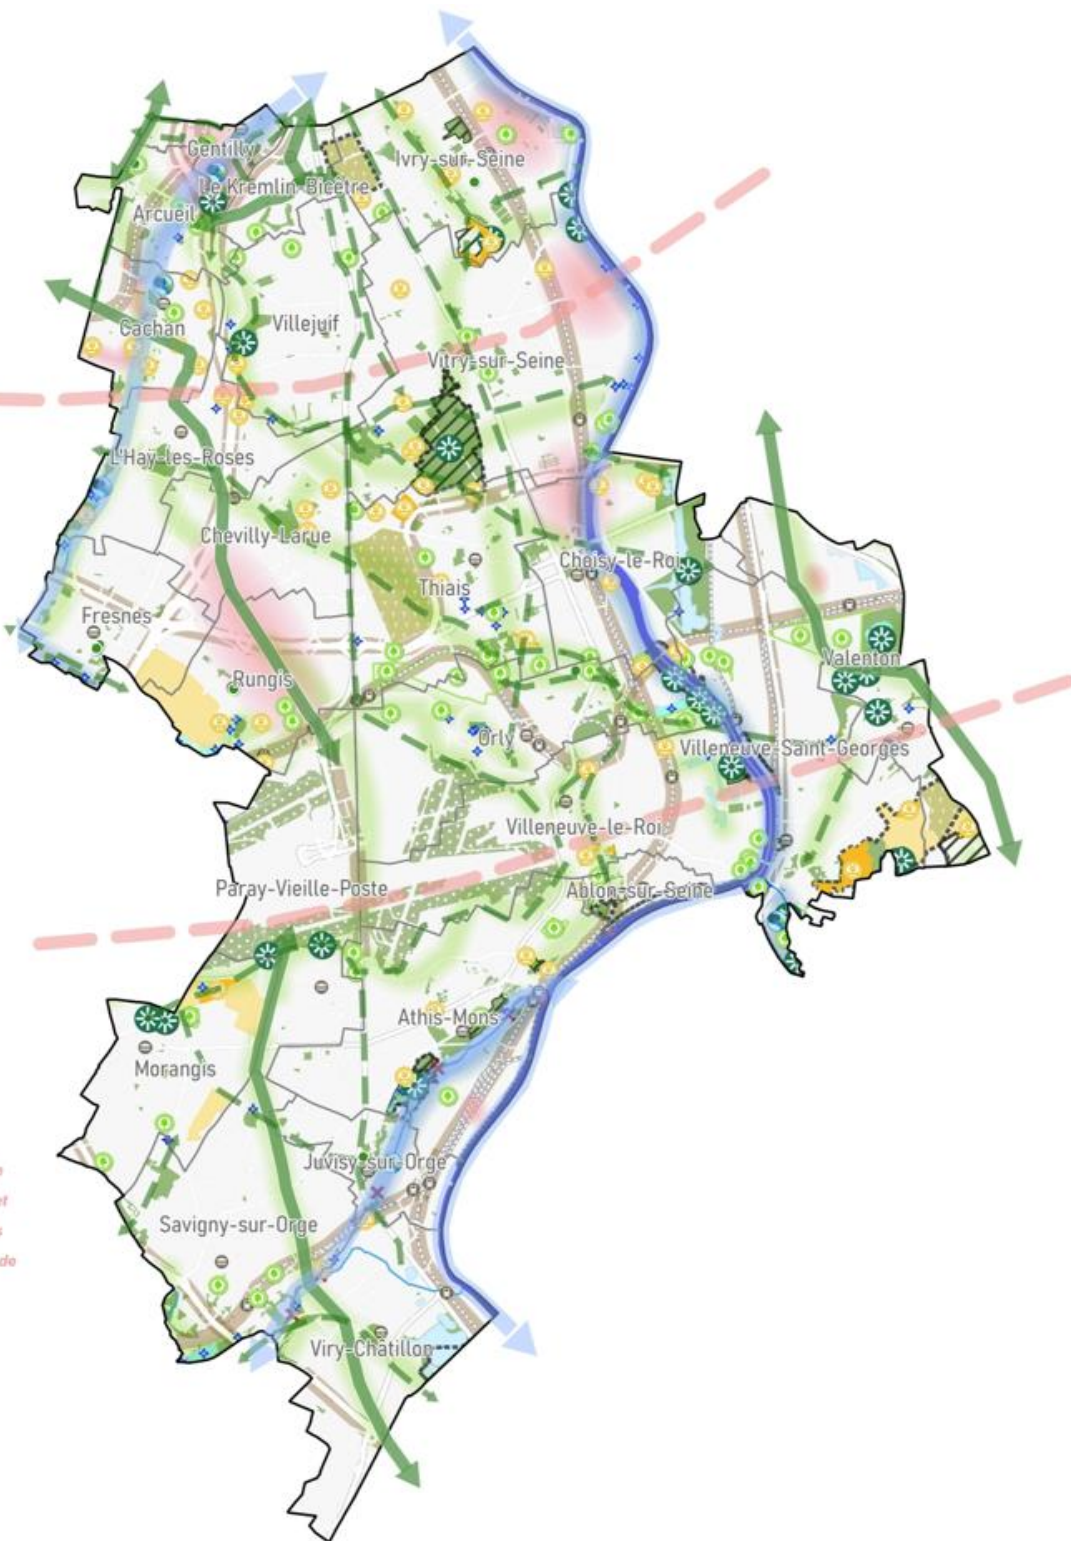 Gentilly
Ivry-sur-Seine
Le Kremlin-Bicêtre
Arcueil
Cachan
Villejuif
Vitry-sur-Seine
L'Haÿ-les-Roses
Chevilly-Larue
Choisy-le-Roi
Thiais
Fresnes
Rungis
Valenton
Orly
Villeneuve-Saint-Georges
Villeneuve-le-Roi
Paray-Vieille-Poste
Ablon-sur-Seine
Athis-Mons
Morangis
Juvisy-sur-Orge
et
Savigny-sur-Orge
de
Viry-Châtillon